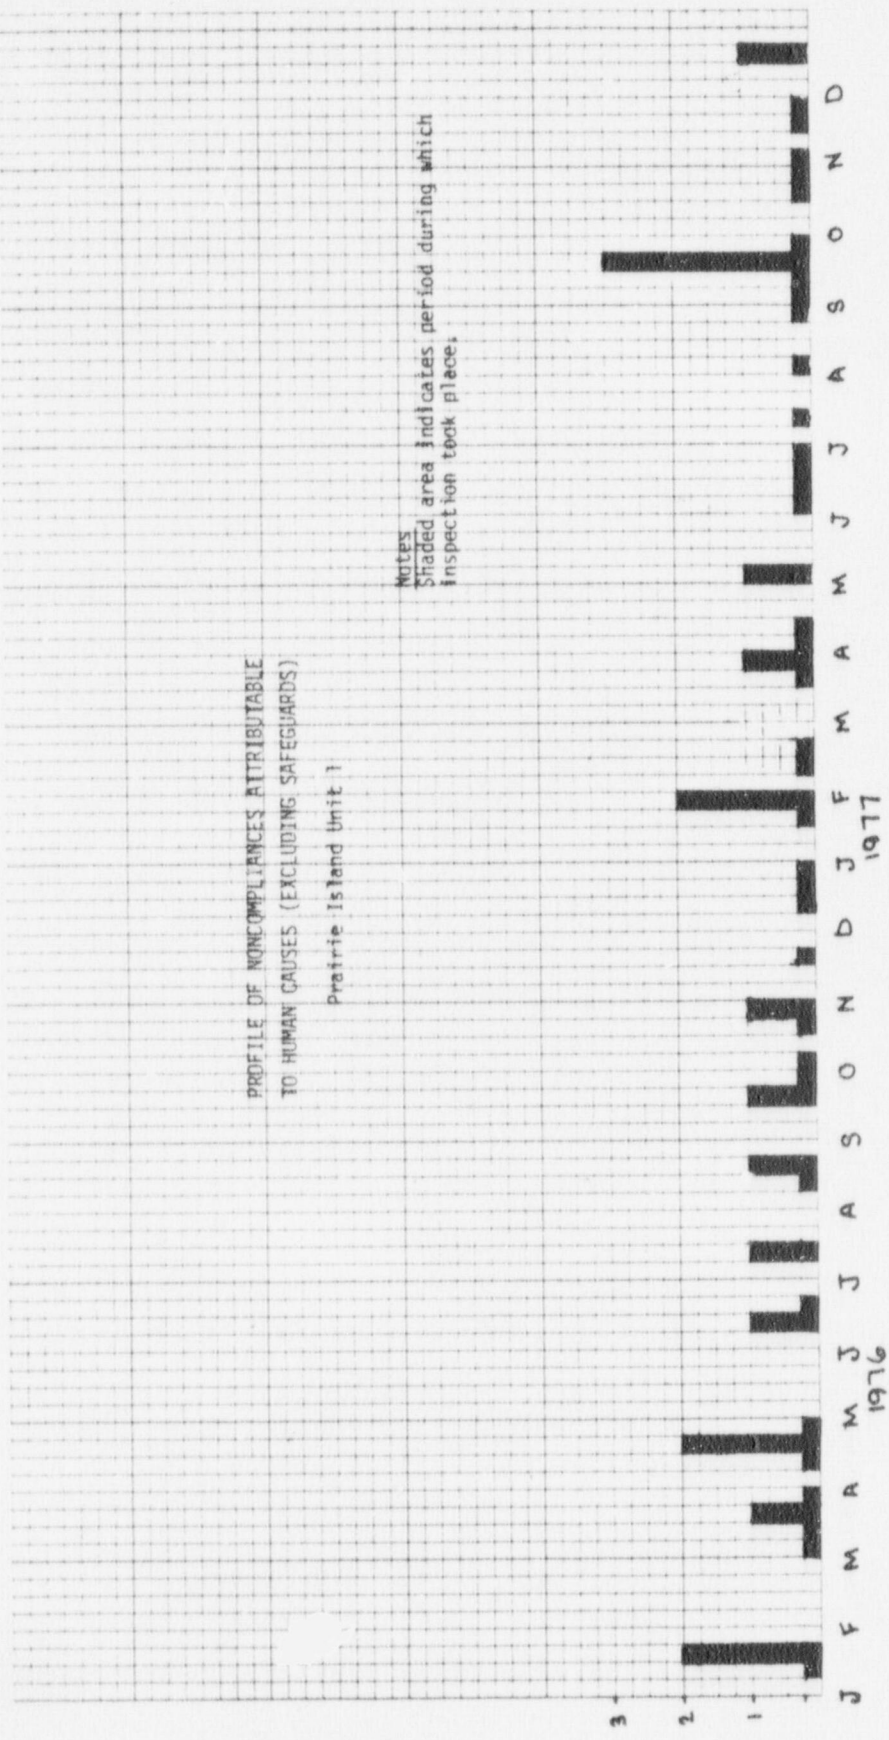 PROFILE OF NONCOMPLIANCES ATTRIBUTABLE
TO HUMAN CAUSES (EXCLUDING SAFEGUARDS)
Prairie Island Unit 1
Notes
Shaded area indicates period during which
inspection took place.
3
2
1
J F M A M J J A S O N D J F M A M J J A S O N D
1976 1977